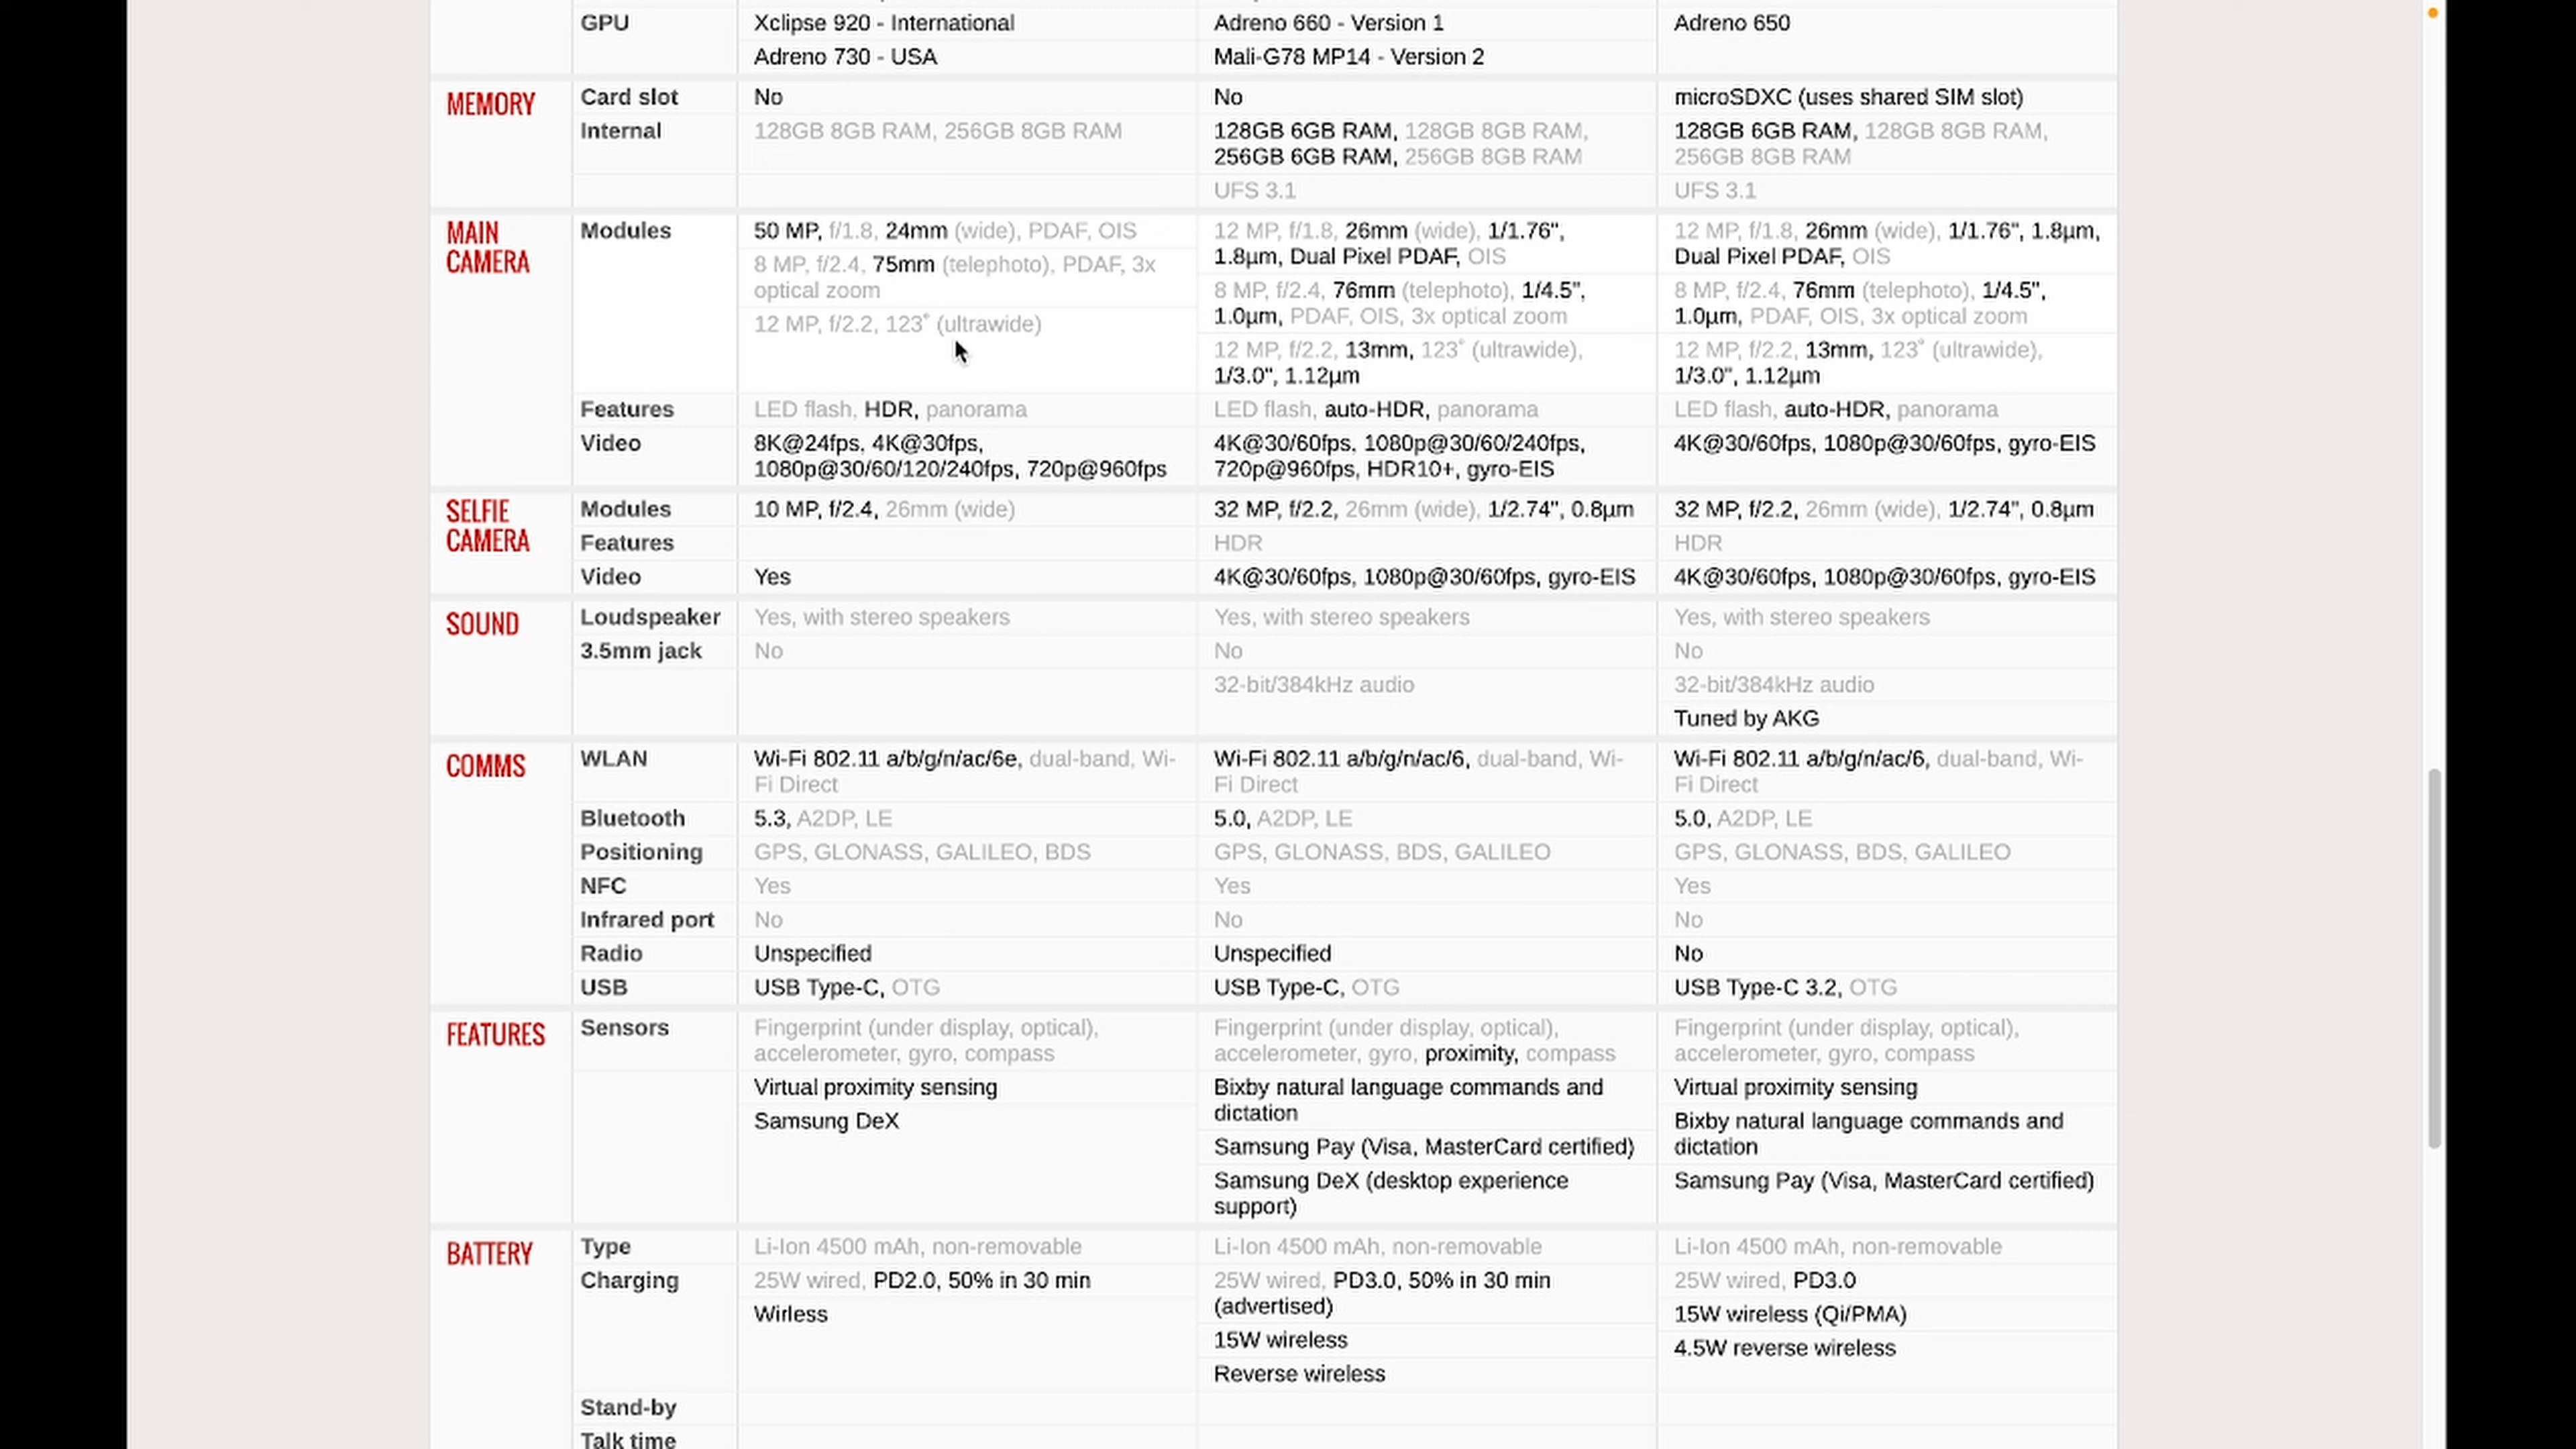 GPU
Xclipse 920 - International
Adreno 660 - Version 1
Adreno 650
Adreno 730 - USA
Mali-G78 MP14 - Version 2
MEMORY
Card slot
No
No
microSDXC (uses shared SIM slot)
Internal
128GB 8GB RAM, 256GB 8GB RAM
128GB 6GB RAM, 128GB 8GB RAM,
256GB 6GB RAM, 256GB 8GB RAM
128GB 6GB RAM, 128GB 8GB RAM,
256GB 8GB RAM
UFS 3.1
UFS 3.1
MAIN
CAMERA
Modules
50 MP, f/1.8, 24mm (wide), PDAF, OIS
8 MP, f/2.4, 75mm (telephoto), PDAF, 3x
optical zoom
12 MP, f/2.2, 123˚ (ultrawide)
12 MP, f/1.8, 26mm (wide), 1/1.76",
1.8µm, Dual Pixel PDAF, OIS
8 MP, f/2.4, 76mm (telephoto), 1/4.5",
1.0µm, PDAF, OIS, 3x optical zoom
12 MP, f/2.2, 13mm, 123˚ (ultrawide),
1/3.0", 1.12µm
12 MP, f/1.8, 26mm (wide), 1/1.76", 1.8µm,
Dual Pixel PDAF, OIS
8 MP, f/2.4, 76mm (telephoto), 1/4.5",
1.0µm, PDAF, OIS, 3x optical zoom
12 MP, f/2.2, 13mm, 123˚ (ultrawide),
1/3.0", 1.12µm
Features
LED flash, HDR, panorama
LED flash, auto-HDR, panorama
LED flash, auto-HDR, panorama
Video
8K@24fps, 4K@30fps,
1080p@30/60/120/240fps, 720p@960fps
4K@30/60fps, 1080p@30/60/240fps,
720p@960fps, HDR10+, gyro-EIS
4K@30/60fps, 1080p@30/60fps, gyro-EIS
SELFIE
CAMERA
Modules
10 MP, f/2.4, 26mm (wide)
32 MP, f/2.2, 26mm (wide), 1/2.74", 0.8µm
32 MP, f/2.2, 26mm (wide), 1/2.74", 0.8µm
Features
HDR
HDR
Video
Yes
4K@30/60fps, 1080p@30/60fps, gyro-EIS
4K@30/60fps, 1080p@30/60fps, gyro-EIS
SOUND
Loudspeaker
Yes, with stereo speakers
Yes, with stereo speakers
Yes, with stereo speakers
3.5mm jack
No
No
No
32-bit/384kHz audio
32-bit/384kHz audio
Tuned by AKG
COMMS
WLAN
Wi-Fi 802.11 a/b/g/n/ac/6e, dual-band, Wi-
Fi Direct
Wi-Fi 802.11 a/b/g/n/ac/6, dual-band, Wi-
Fi Direct
Wi-Fi 802.11 a/b/g/n/ac/6, dual-band, Wi-
Fi Direct
Bluetooth
5.3, A2DP, LE
5.0, A2DP, LE
5.0, A2DP, LE
Positioning
GPS, GLONASS, GALILEO, BDS
GPS, GLONASS, BDS, GALILEO
GPS, GLONASS, BDS, GALILEO
NFC
Yes
Yes
Yes
Infrared port
No
No
No
Radio
Unspecified
Unspecified
No
USB
USB Type-C, OTG
USB Type-C, OTG
USB Type-C 3.2, OTG
FEATURES
Sensors
Fingerprint (under display, optical),
accelerometer, gyro, compass
Fingerprint (under display, optical),
accelerometer, gyro, proximity, compass
Fingerprint (under display, optical),
accelerometer, gyro, compass
Virtual proximity sensing
Samsung DeX
Bixby natural language commands and
dictation
Samsung Pay (Visa, MasterCard certified)
Samsung DeX (desktop experience
support)
Virtual proximity sensing
Bixby natural language commands and
dictation
Samsung Pay (Visa, MasterCard certified)
BATTERY
Type
Li-Ion 4500 mAh, non-removable
Li-Ion 4500 mAh, non-removable
Li-Ion 4500 mAh, non-removable
Charging
25W wired, PD2.0, 50% in 30 min
Wirless
25W wired, PD3.0, 50% in 30 min
(advertised)
15W wireless
Reverse wireless
25W wired, PD3.0
15W wireless (Qi/PMA)
4.5W reverse wireless
Stand-by
Talk time